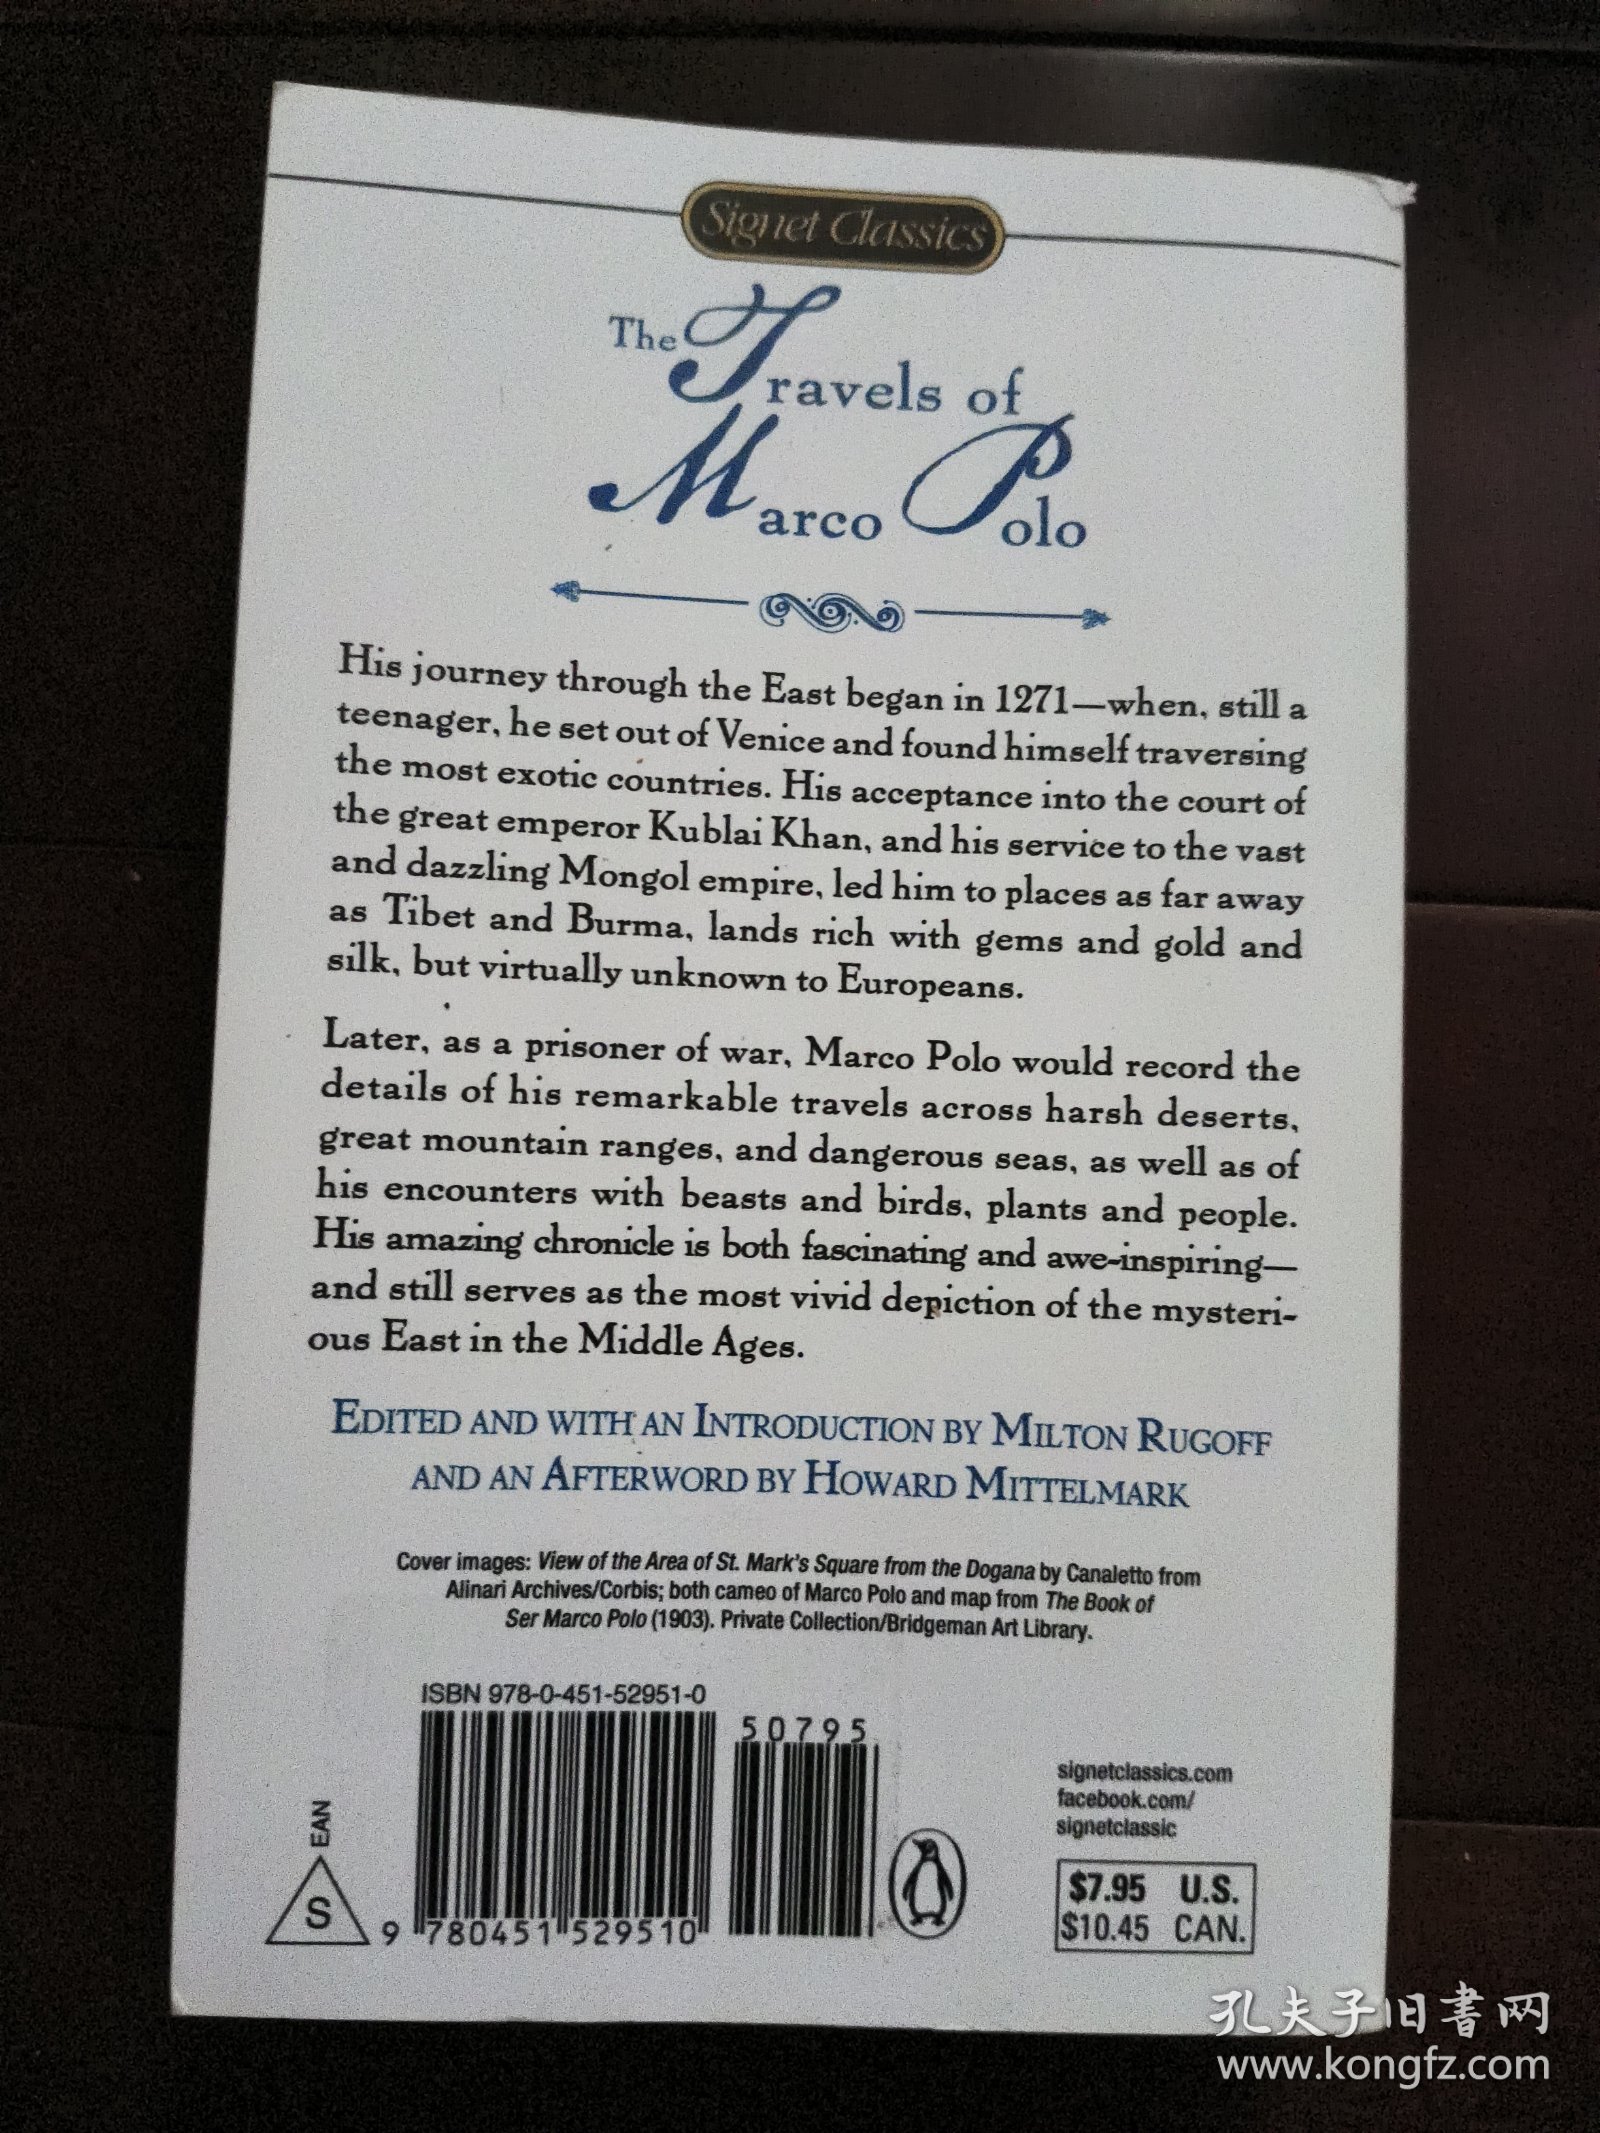 Signet Classics
The Travels of
Marco Polo
His journey through the East began in 1271—when, still a
teenager, he set out of Venice and found himself traversing
the most exotic countries. His acceptance into the court of
the great emperor Kublai Khan, and his service to the vast
and dazzling Mongol empire, led him to places as far away
as Tibet and Burma, lands rich with gems and gold and
silk, but virtually unknown to Europeans.
Later, as a prisoner of war, Marco Polo would record the
details of his remarkable travels across harsh deserts,
great mountain ranges, and dangerous seas, as well as of
his encounters with beasts and birds, plants and people.
His amazing chronicle is both fascinating and awe-inspiring—
and still serves as the most vivid depiction of the mysteri-
ous East in the Middle Ages.
EDITED AND WITH AN INTRODUCTION BY MILTON RUGOFF
AND AN AFTERWORD BY HOWARD MITTELMARK
Cover images: View of the Area of St. Mark's Square from the Dogana by Canaletto from
Alinari Archives/Corbis; both cameo of Marco Polo and map from The Book of
Ser Marco Polo (1903). Private Collection/Bridgeman Art Library.
ISBN 978-0-451-52951-0
50795
EAN
S
9 780451 529510
signetclassics.com
facebook.com/
signetclassic
$7.95 U.S.
$10.45 CAN.
孔夫子旧書网
www.kongfz.com